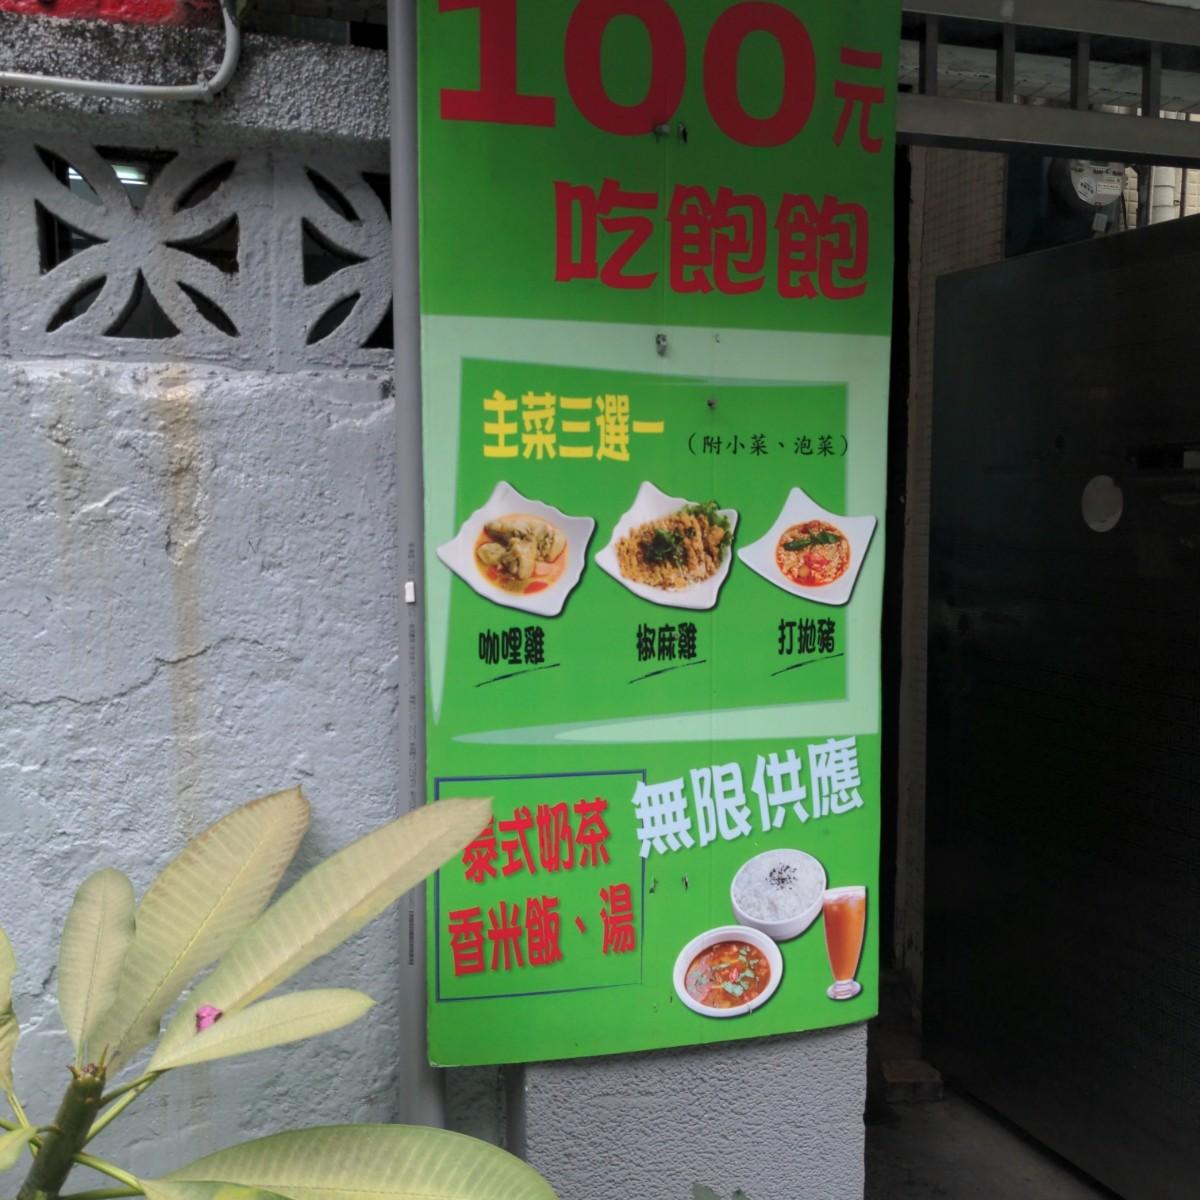 100元
吃飽飽
主菜三選一
（附小菜、泡菜）
咖哩雞
椒麻雞
打拋豬
無限供應
泰式奶茶
香米飯、湯